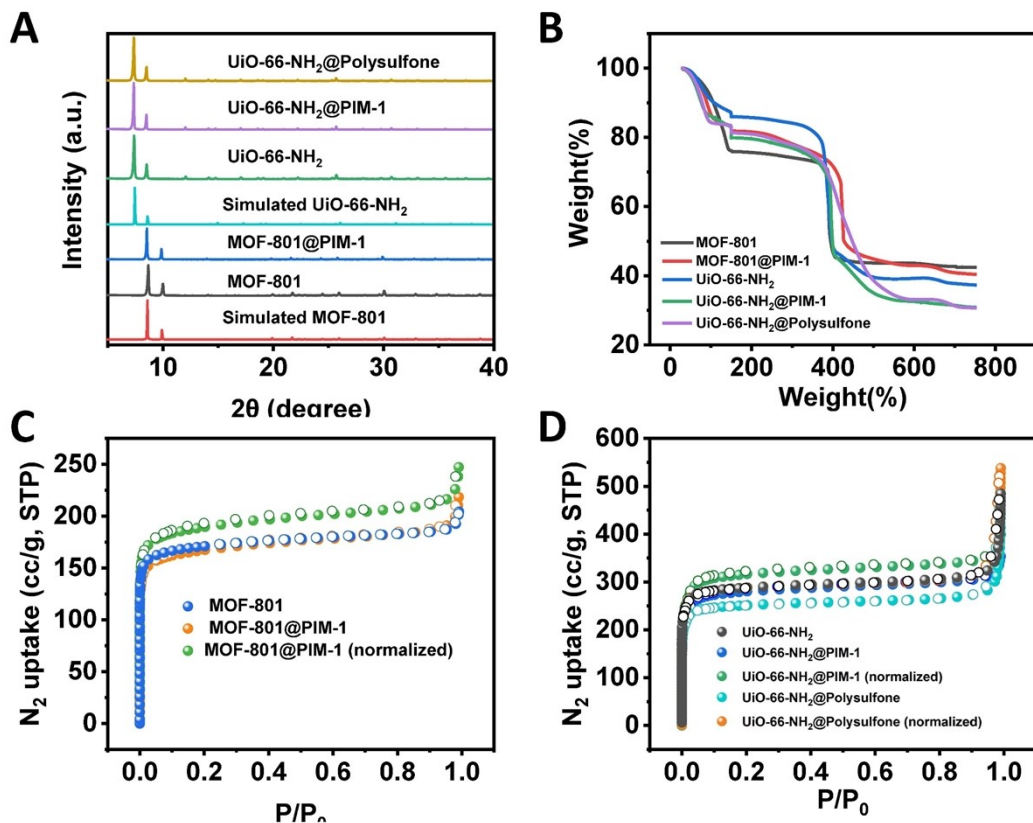 A
UiO-66-NH₂@Polysulfone
UiO-66-NH₂@PIM-1
UiO-66-NH₂
Simulated UiO-66-NH₂
MOF-801@PIM-1
MOF-801
Simulated MOF-801
Intensity (a.u.)
10 20 30 40
2θ (degree)
B
100
80
60
40
20
Weight(%)
MOF-801
MOF-801@PIM-1
UiO-66-NH₂
UiO-66-NH₂@PIM-1
UiO-66-NH₂@Polysulfone
0 200 400 600 800
Weight(%)
C
250
200
150
100
50
0
N₂ uptake (cc/g, STP)
MOF-801
MOF-801@PIM-1
MOF-801@PIM-1 (normalized)
0.0 0.2 0.4 0.6 0.8 1.0
P/P₀
D
600
500
400
300
200
100
0
N₂ uptake (cc/g, STP)
UiO-66-NH₂
UiO-66-NH₂@PIM-1
UiO-66-NH₂@PIM-1 (normalized)
UiO-66-NH₂@Polysulfone
UiO-66-NH₂@Polysulfone (normalized)
0.0 0.2 0.4 0.6 0.8 1.0
P/P₀